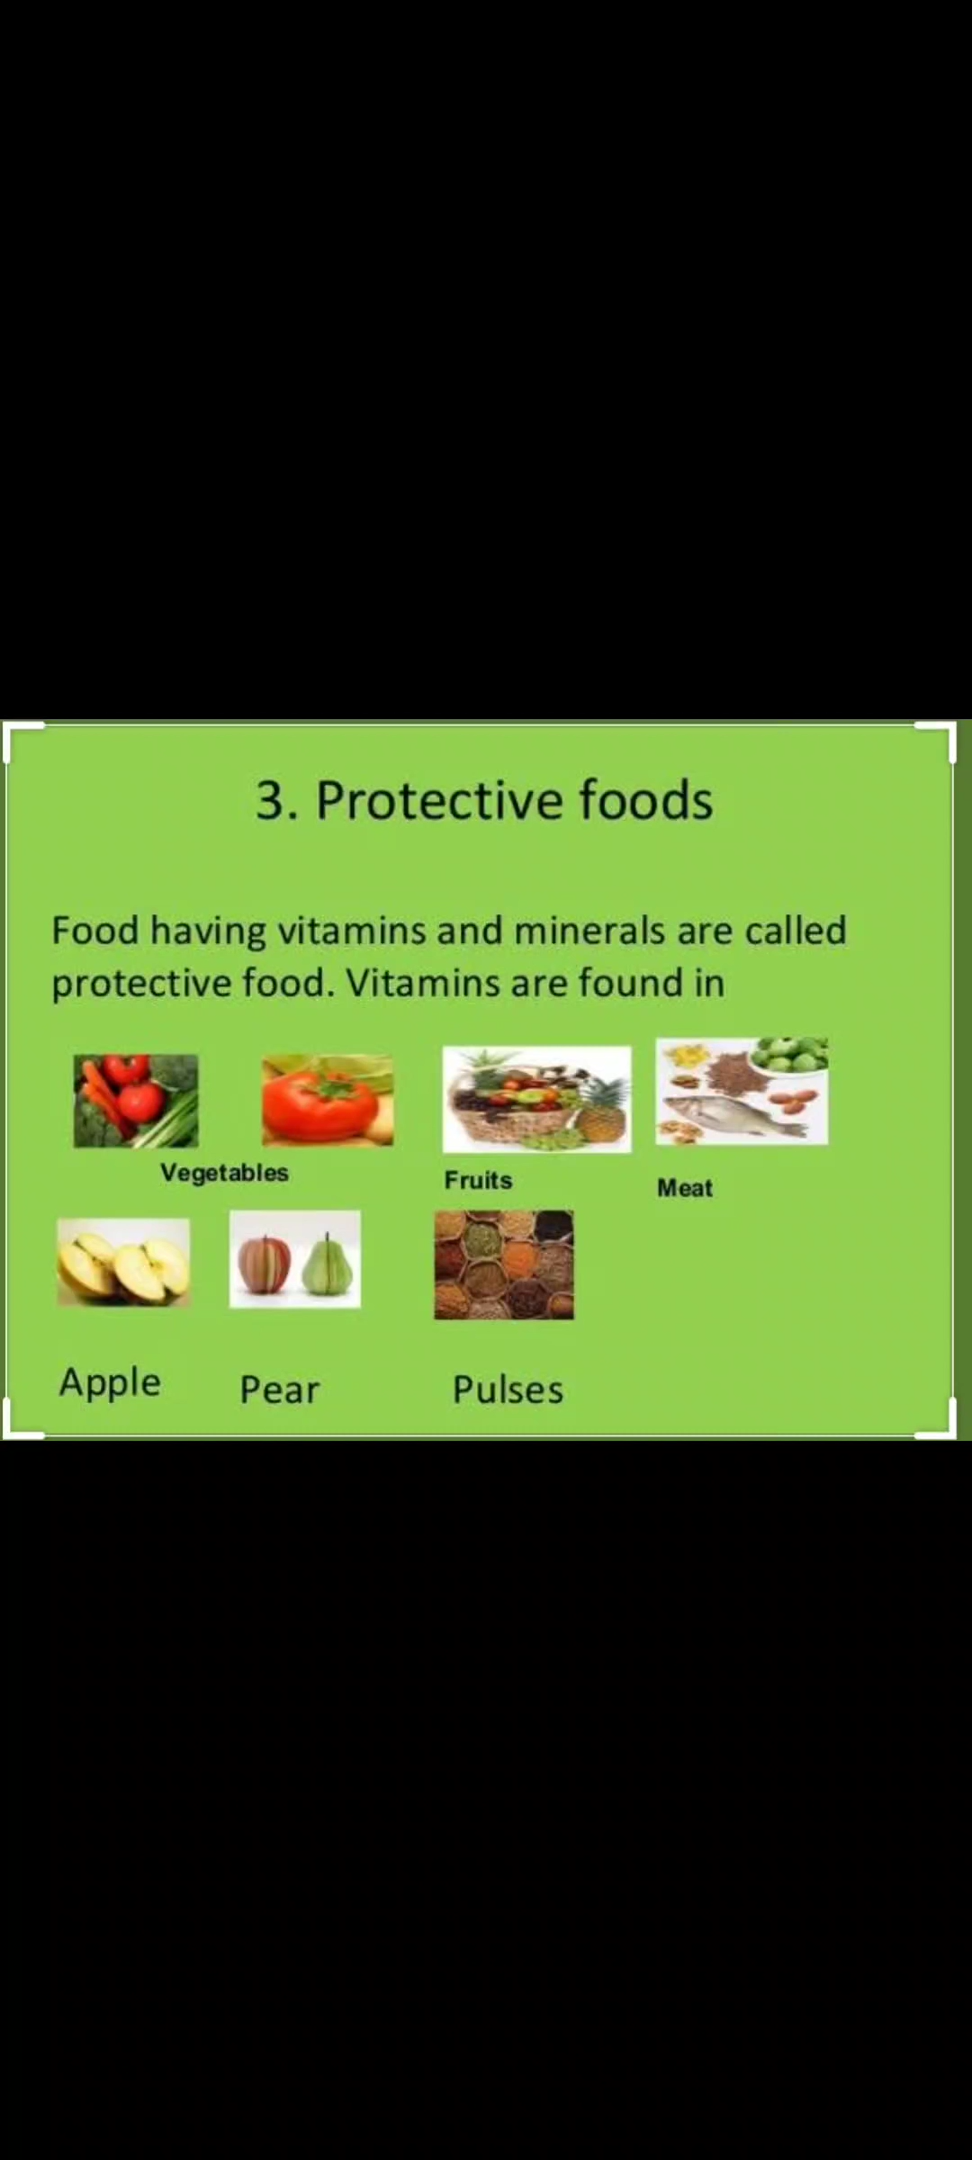 3. Protective foods
Food having vitamins and minerals are called
protective food. Vitamins are found in
Vegetables
Fruits
Meat
Apple
Pear
Pulses